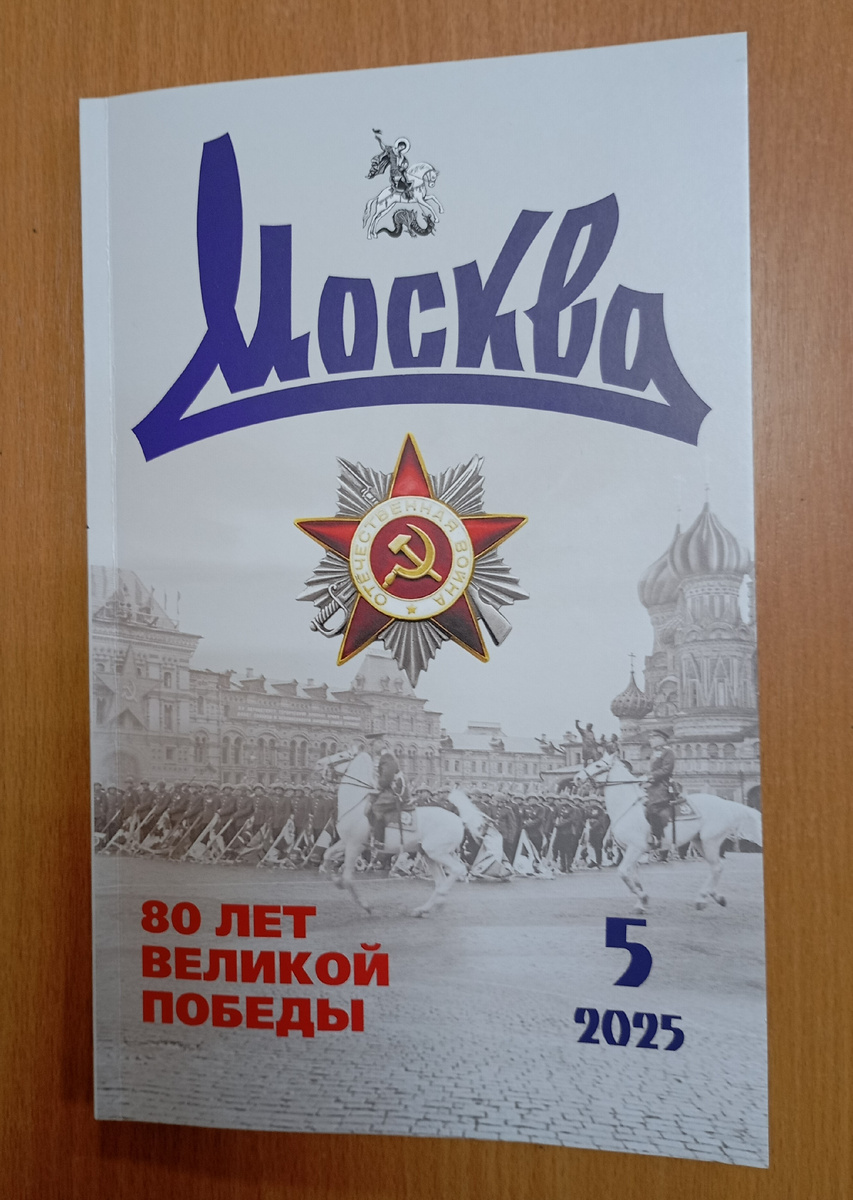 Москва
ОТЕЧЕСТВЕННАЯ ВОЙНА
80 ЛЕТ
ВЕЛИКОЙ
ПОБЕДЫ
5
2025